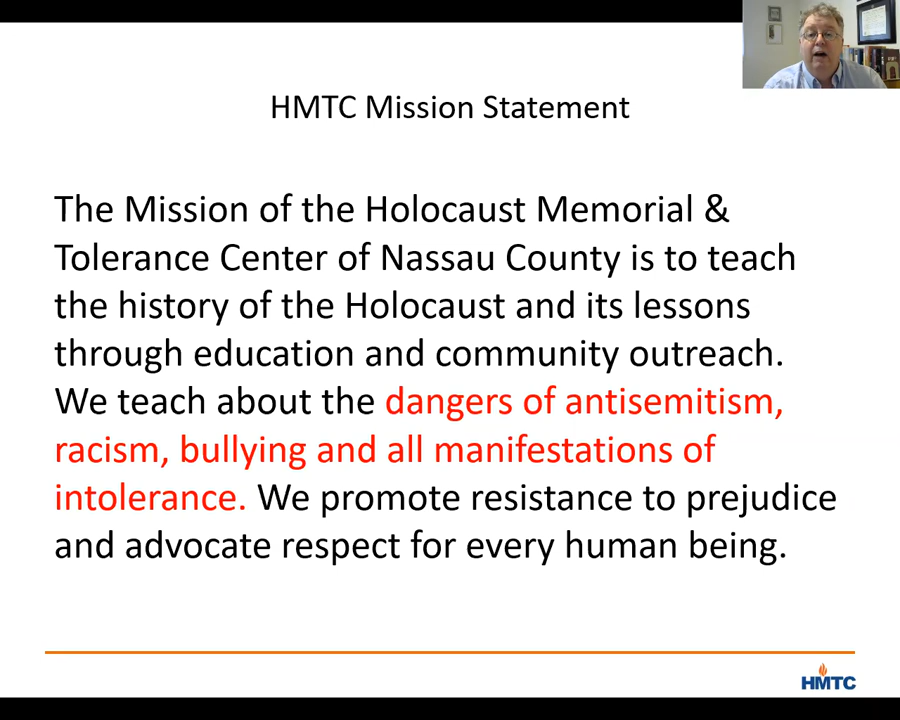 HMTC Mission Statement
The Mission of the Holocaust Memorial &
Tolerance Center of Nassau County is to teach
the history of the Holocaust and its lessons
through education and community outreach.
We teach about the dangers of antisemitism,
racism, bullying and all manifestations of
intolerance. We promote resistance to prejudice
and advocate respect for every human being.
HMTC